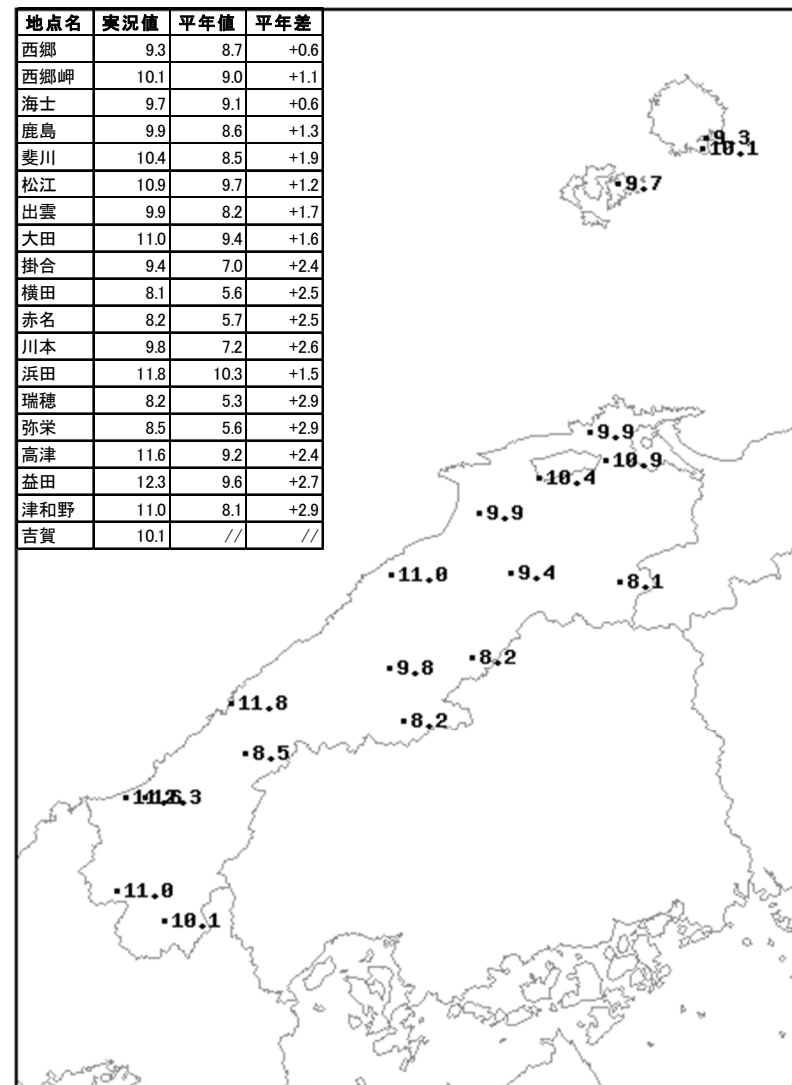 地点名 実況値 平年値 平年差
西郷 9.3 8.7 +0.6
西郷岬 10.1 9.0 +1.1
海士 9.7 9.1 +0.6
鹿島 9.9 8.6 +1.3
斐川 10.4 8.5 +1.9
松江 10.9 9.7 +1.2
出雲 9.9 8.2 +1.7
大田 11.0 9.4 +1.6
掛合 9.4 7.0 +2.4
横田 8.1 5.6 +2.5
赤名 8.2 5.7 +2.5
川本 9.8 7.2 +2.6
浜田 11.8 10.3 +1.5
瑞穂 8.2 5.3 +2.9
弥栄 8.5 5.6 +2.9
高津 11.6 9.2 +2.4
益田 12.3 9.6 +2.7
津和野 11.0 8.1 +2.9
吉賀 10.1 // //
9.3
10.1
9.7
9.9
10.9
10.4
9.9
11.0
9.4
8.1
8.2
9.8
11.8
8.2
8.5
11.6
12.3
11.0
10.1